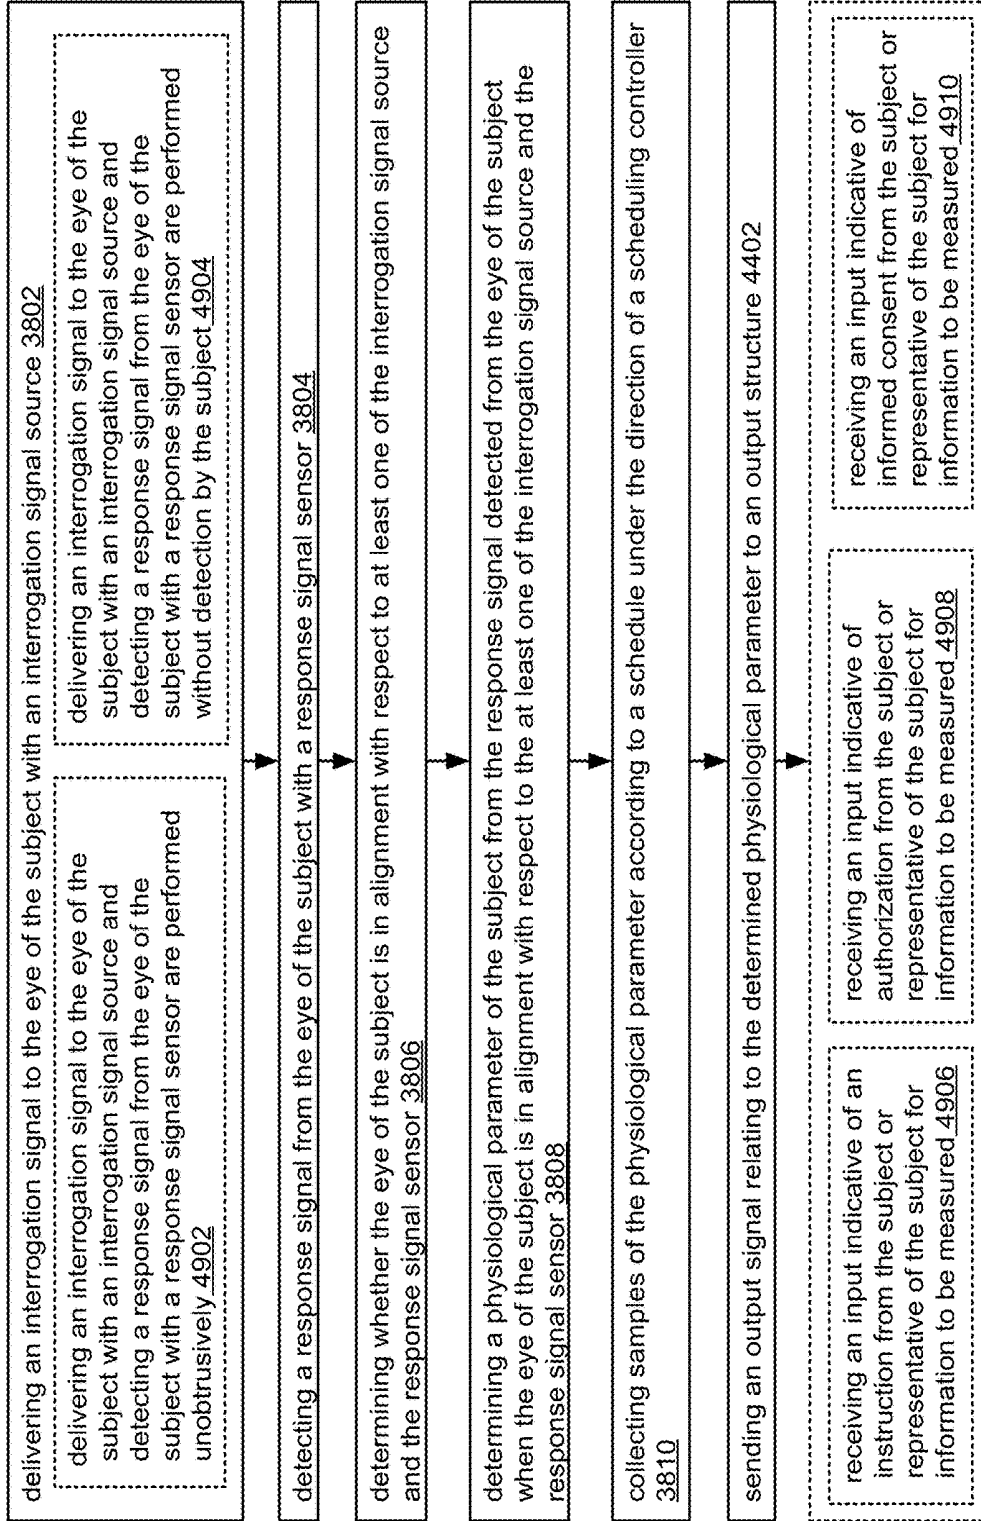 delivering an interrogation signal to the eye of the subject with an interrogation signal source 3802
delivering an interrogation signal to the eye of the
subject with an interrogation signal source and
detecting a response signal from the eye of the
subject with a response signal sensor are performed
unobtrusively 4902
delivering an interrogation signal to the eye of the
subject with an interrogation signal source and
detecting a response signal from the eye of the
subject with a response signal sensor are performed
without detection by the subject 4904
detecting a response signal from the eye of the subject with a response signal sensor 3804
determining whether the eye of the subject is in alignment with respect to at least one of the interrogation signal source
and the response signal sensor 3806
determining a physiological parameter of the subject from the response signal detected from the eye of the subject
when the eye of the subject is in alignment with respect to the at least one of the interrogation signal source and the
response signal sensor 3808
collecting samples of the physiological parameter according to a schedule under the direction of a scheduling controller
3810
sending an output signal relating to the determined physiological parameter to an output structure 4402
receiving an input indicative of an
instruction from the subject or
representative of the subject for
information to be measured 4906
receiving an input indicative of
authorization from the subject or
representative of the subject for
information to be measured 4908
receiving an input indicative of
informed consent from the subject or
representative of the subject for
information to be measured 4910